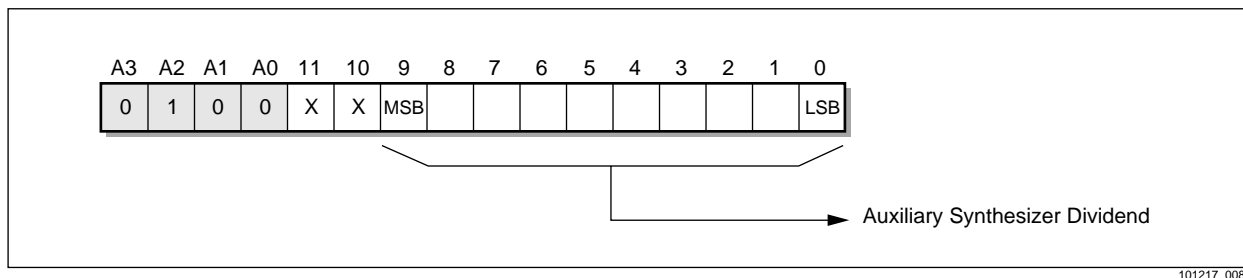 A3 A2 A1 A0 11 10 9 8 7 6 5 4 3 2 1 0
0 1 0 0 X X MSB LSB
Auxiliary Synthesizer Dividend
101217_008